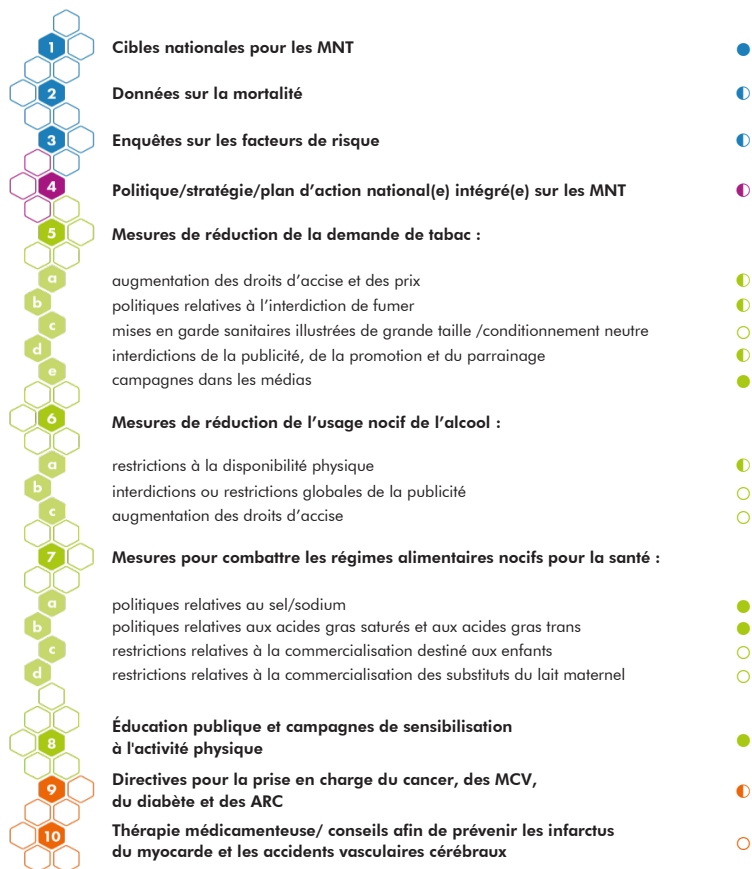 1 Cibles nationales pour les MNT
2 Données sur la mortalité
3 Enquêtes sur les facteurs de risque
4 Politique/stratégie/plan d’action national(e) intégré(e) sur les MNT
5 Mesures de réduction de la demande de tabac :
a augmentation des droits d’accise et des prix
b politiques relatives à l’interdiction de fumer
c mises en garde sanitaires illustrées de grande taille /conditionnement neutre
d interdictions de la publicité, de la promotion et du parrainage
e campagnes dans les médias
6 Mesures de réduction de l’usage nocif de l’alcool :
a restrictions à la disponibilité physique
b interdictions ou restrictions globales de la publicité
c augmentation des droits d’accise
7 Mesures pour combattre les régimes alimentaires nocifs pour la santé :
a politiques relatives au sel/sodium
b politiques relatives aux acides gras saturés et aux acides gras trans
c restrictions relatives à la commercialisation destiné aux enfants
d restrictions relatives à la commercialisation des substituts du lait maternel
8 Éducation publique et campagnes de sensibilisation
à l'activité physique
9 Directives pour la prise en charge du cancer, des MCV,
du diabète et des ARC
10 Thérapie médicamenteuse/ conseils afin de prévenir les infarctus
du myocarde et les accidents vasculaires cérébraux